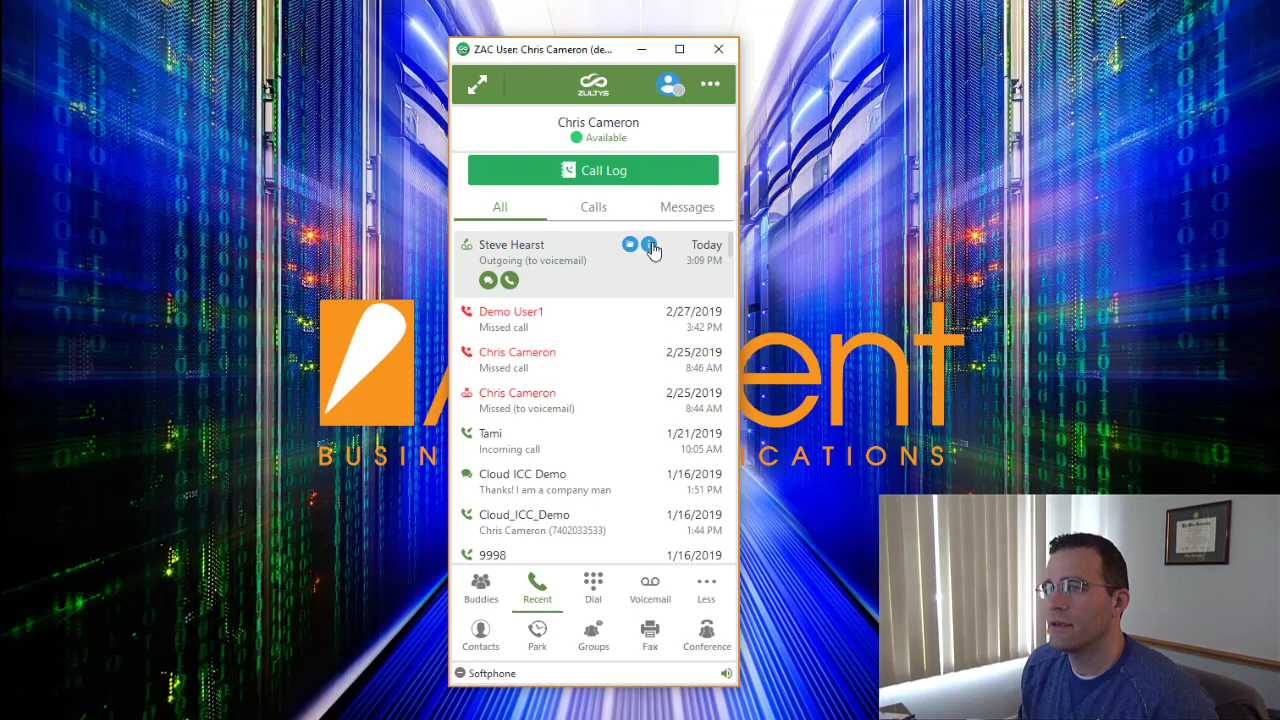 ZAC User: Chris Cameron (de...
ZULTYS
Chris Cameron
Available
Call Log
All Calls Messages
Steve Hearst Today
Outgoing (to voicemail) 3:09 PM
Demo User1 2/27/2019
Missed call 3:42 PM
Chris Cameron 2/25/2019
Missed call 8:46 AM
Chris Cameron 2/25/2019
Missed (to voicemail) 8:44 AM
Tami 1/21/2019
Incoming call 10:05 AM
Cloud ICC Demo 1/16/2019
Thanks! I am a company man 1:51 PM
Cloud_ICC_Demo 1/16/2019
Chris Cameron (7402033533) 1:44 PM
9998 1/16/2019
Buddies Recent Dial Voicemail Less
Contacts Park Groups Fax Conference
Softphone
ent
BUSIN ICATIONS